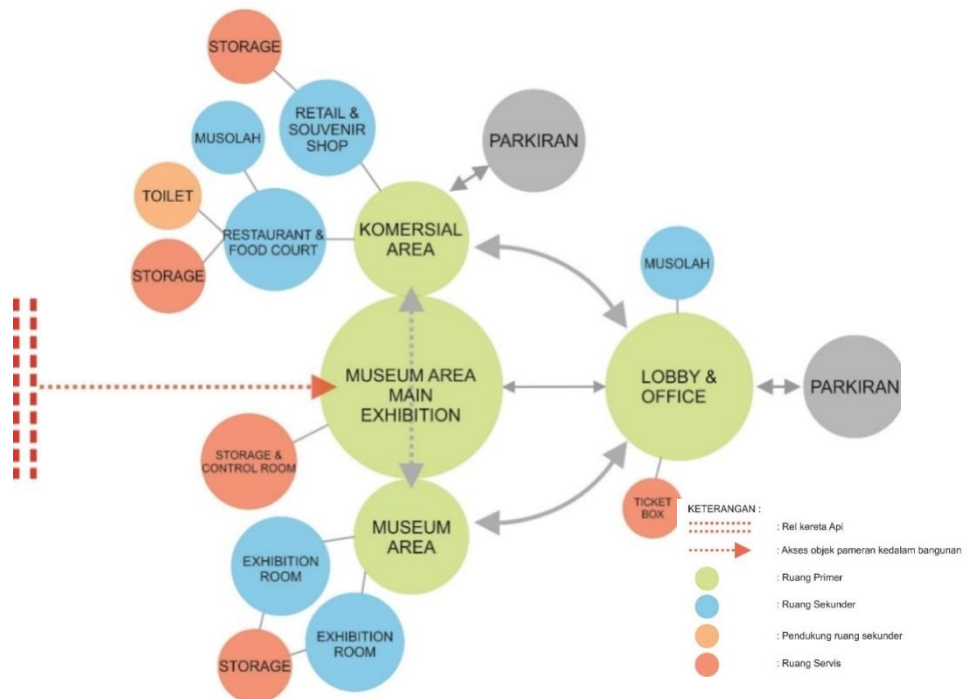 STORAGE
RETAIL &
SOUVENIR
SHOP
MUSOLAH
PARKIRAN
TOILET
RESTAURANT &
FOOD COURT
KOMERSIAL
AREA
STORAGE
MUSOLAH
MUSEUM AREA
MAIN
EXHIBITION
LOBBY &
OFFICE
PARKIRAN
STORAGE &
CONTROL ROOM
TICKET
BOX
MUSEUM
AREA
EXHIBITION
ROOM
EXHIBITION
ROOM
STORAGE
KETERANGAN :
: Rel kereta Api
: Akses objek pameran kedalam bangunan
: Ruang Primer
: Ruang Sekunder
: Pendukung ruang sekunder
: Ruang Servis